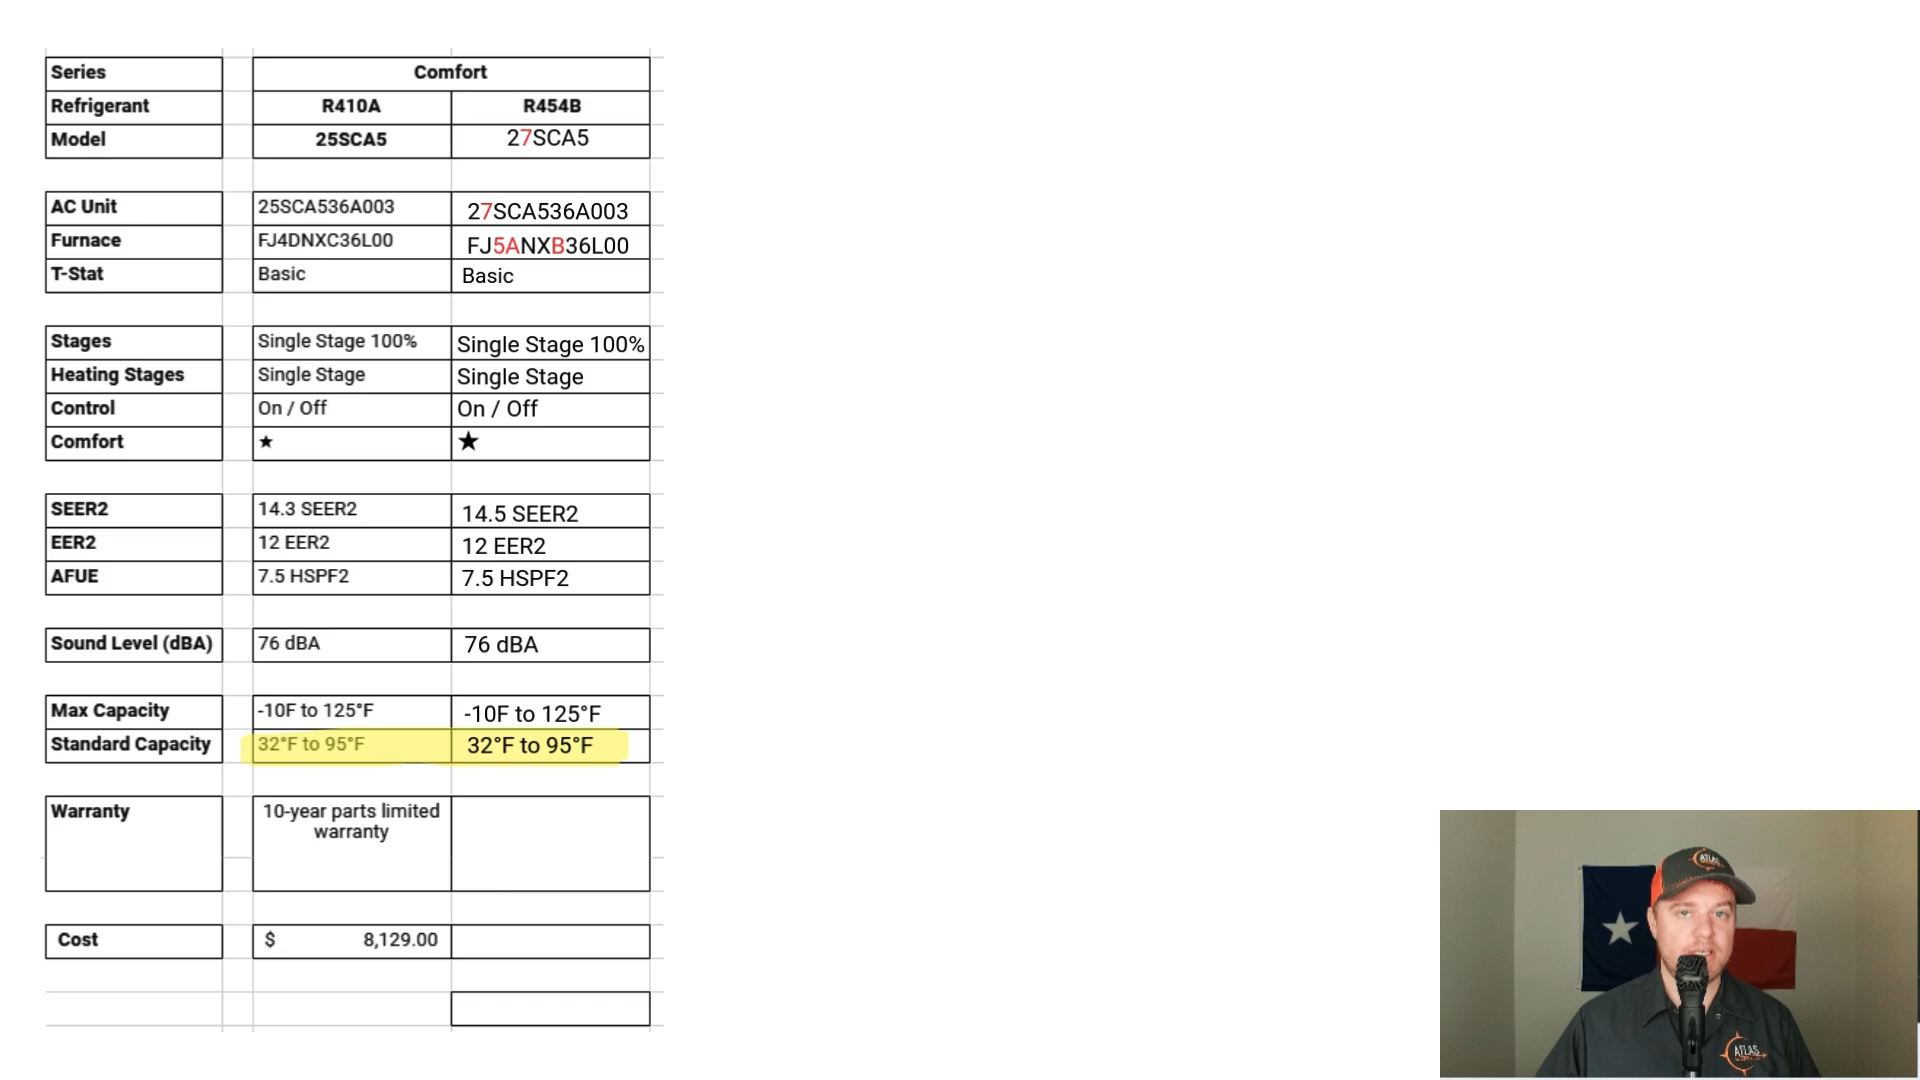 Series Comfort
Refrigerant R410A R454B
Model 25SCA5 27SCA5
AC Unit 25SCA536A003 27SCA536A003
Furnace FJ4DNXC36L00 FJ5ANXB36L00
T-Stat Basic Basic
Stages Single Stage 100% Single Stage 100%
Heating Stages Single Stage Single Stage
Control On / Off On / Off
Comfort ★ ★
SEER2 14.3 SEER2 14.5 SEER2
EER2 12 EER2 12 EER2
AFUE 7.5 HSPF2 7.5 HSPF2
Sound Level (dBA) 76 dBA 76 dBA
Max Capacity -10F to 125°F -10F to 125°F
Standard Capacity 32°F to 95°F 32°F to 95°F
Warranty 10-year parts limited
warranty
Cost $ 8,129.00
ATLAS
ATLAS